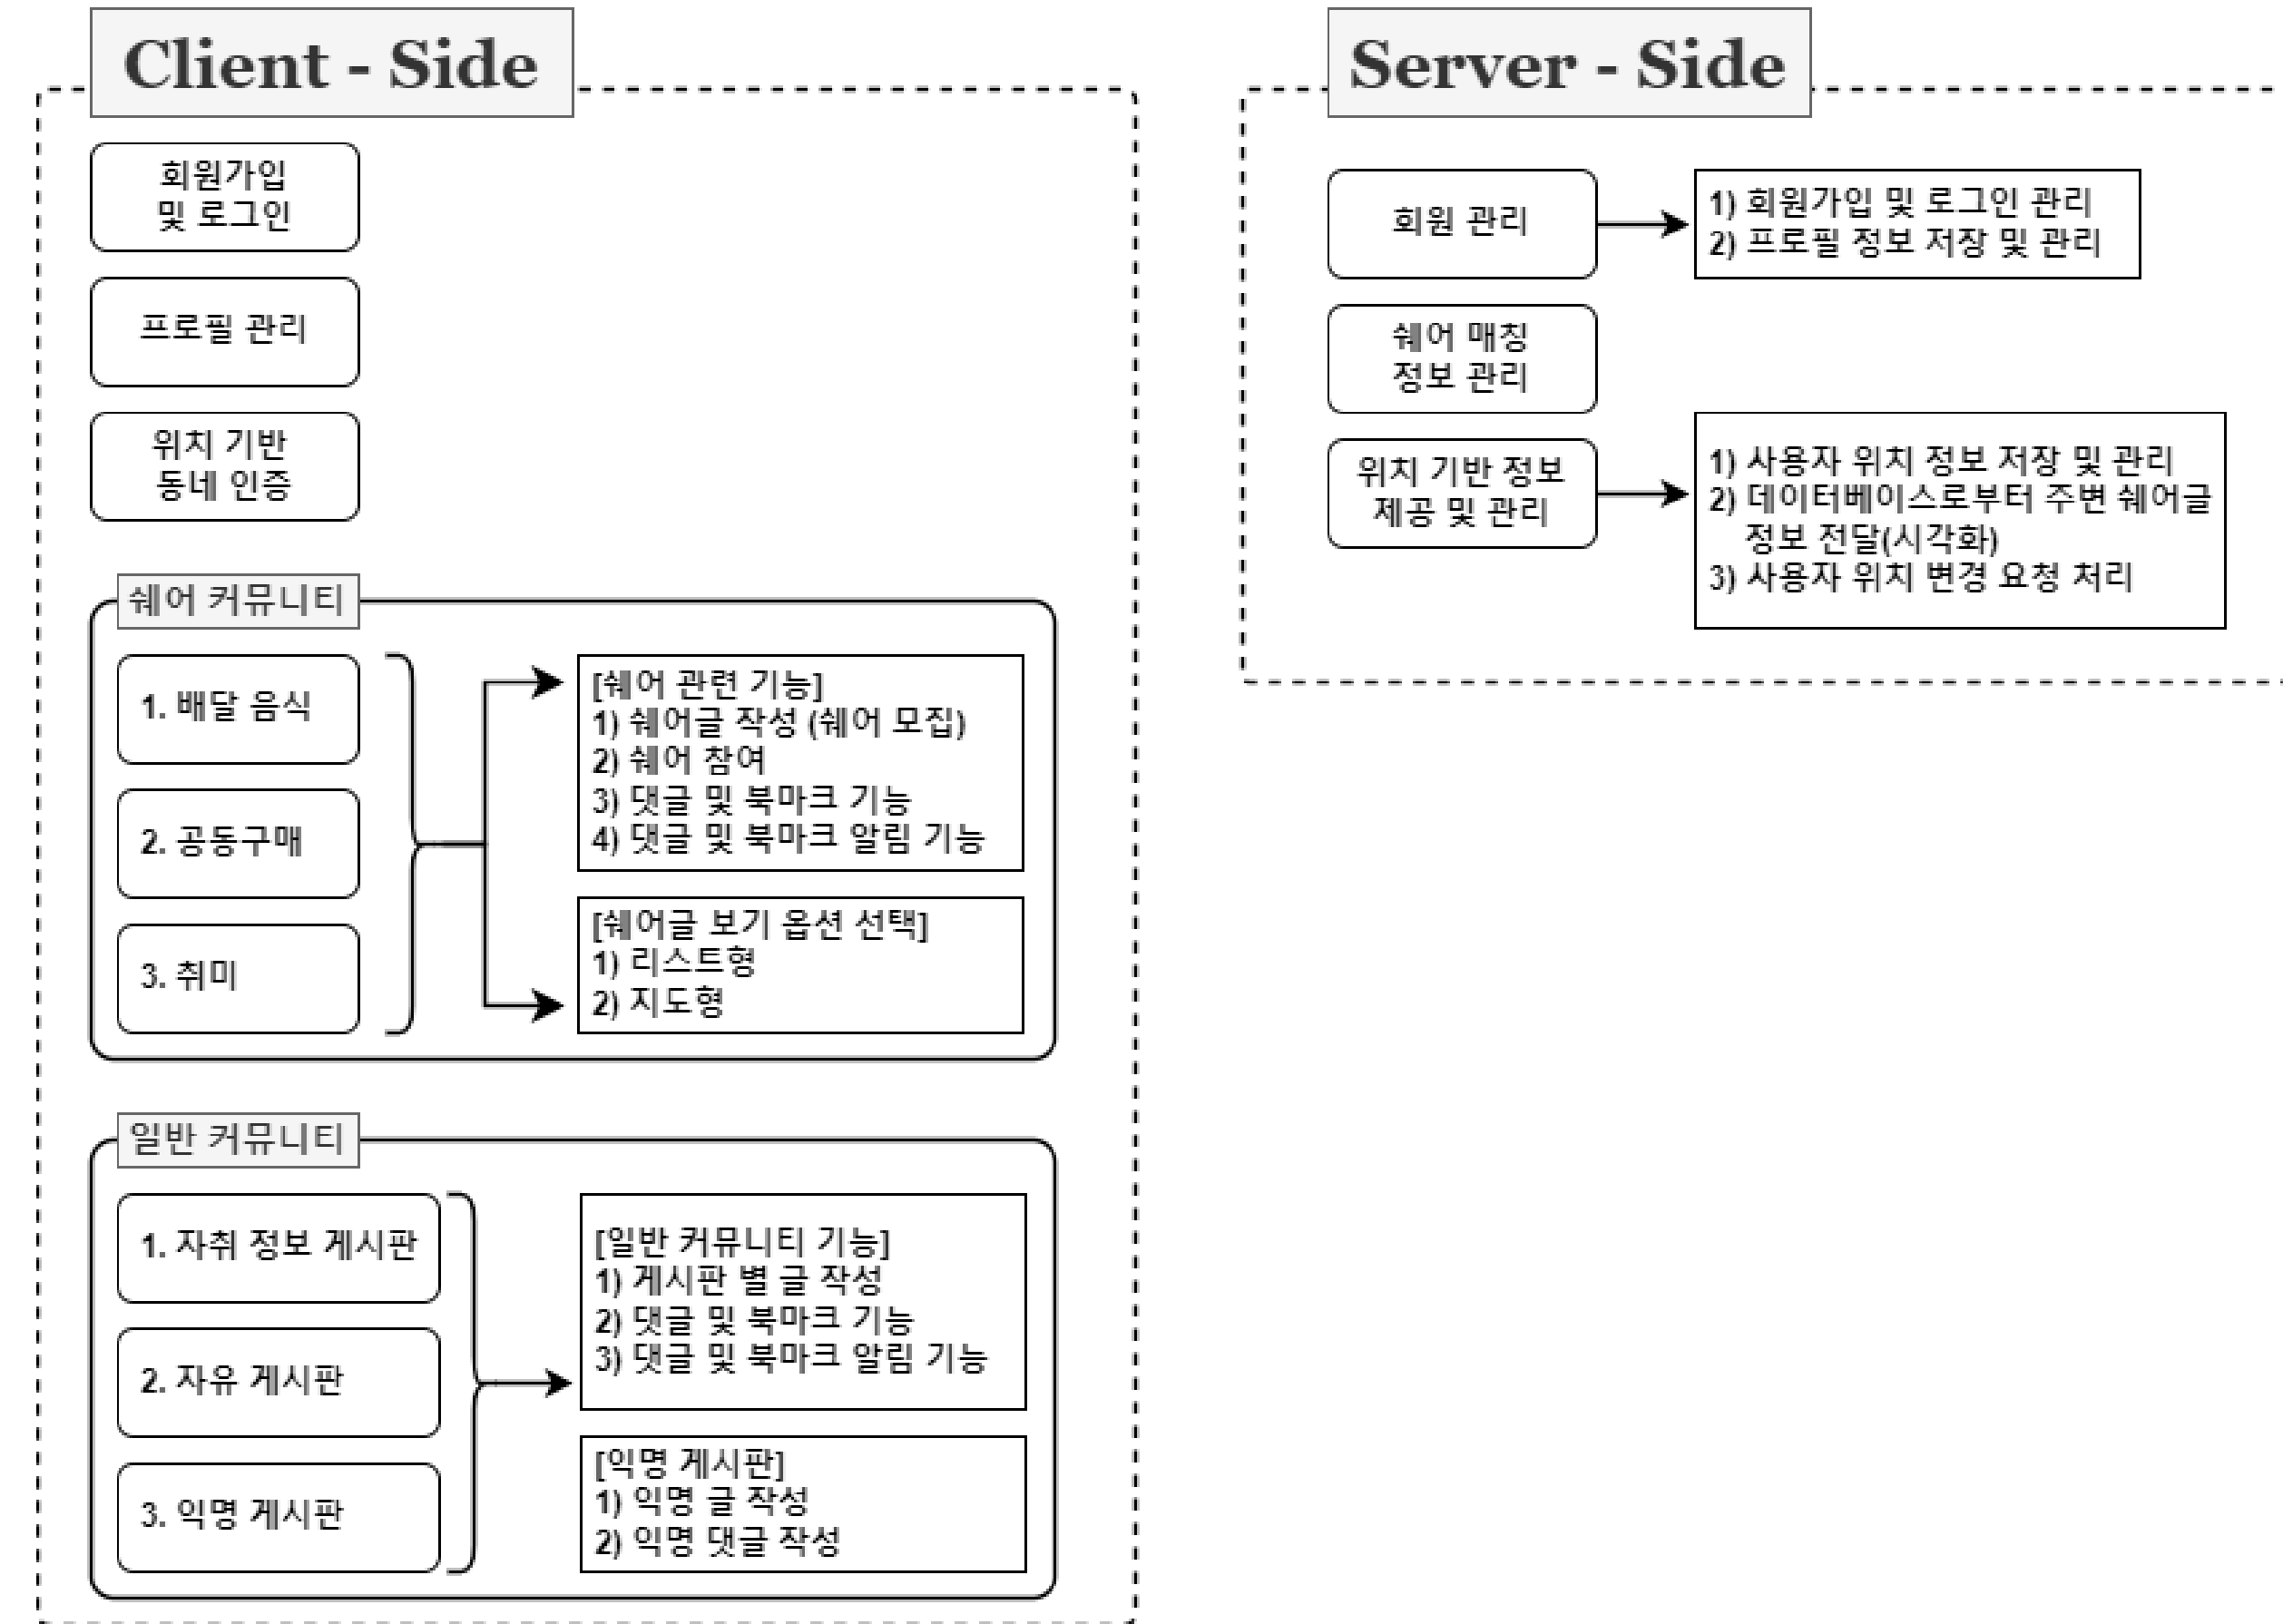 Client - Side
회원가입
및 로그인
프로필 관리
위치 기반
동네 인증
쉐어 커뮤니티
1. 배달 음식
2. 공동구매
3. 취미
[쉐어 관련 기능]
1) 쉐어글 작성 (쉐어 모집)
2) 쉐어 참여
3) 댓글 및 북마크 기능
4) 댓글 및 북마크 알림 기능
[쉐어글 보기 옵션 선택]
1) 리스트형
2) 지도형
일반 커뮤니티
1. 자취 정보 게시판
2. 자유 게시판
3. 익명 게시판
[일반 커뮤니티 기능]
1) 게시판 별 글 작성
2) 댓글 및 북마크 기능
3) 댓글 및 북마크 알림 기능
[익명 게시판]
1) 익명 글 작성
2) 익명 댓글 작성
Server - Side
회원 관리
1) 회원가입 및 로그인 관리
2) 프로필 정보 저장 및 관리
쉐어 매칭
정보 관리
위치 기반 정보
제공 및 관리
1) 사용자 위치 정보 저장 및 관리
2) 데이터베이스로부터 주변 쉐어글
정보 전달(시각화)
3) 사용자 위치 변경 요청 처리